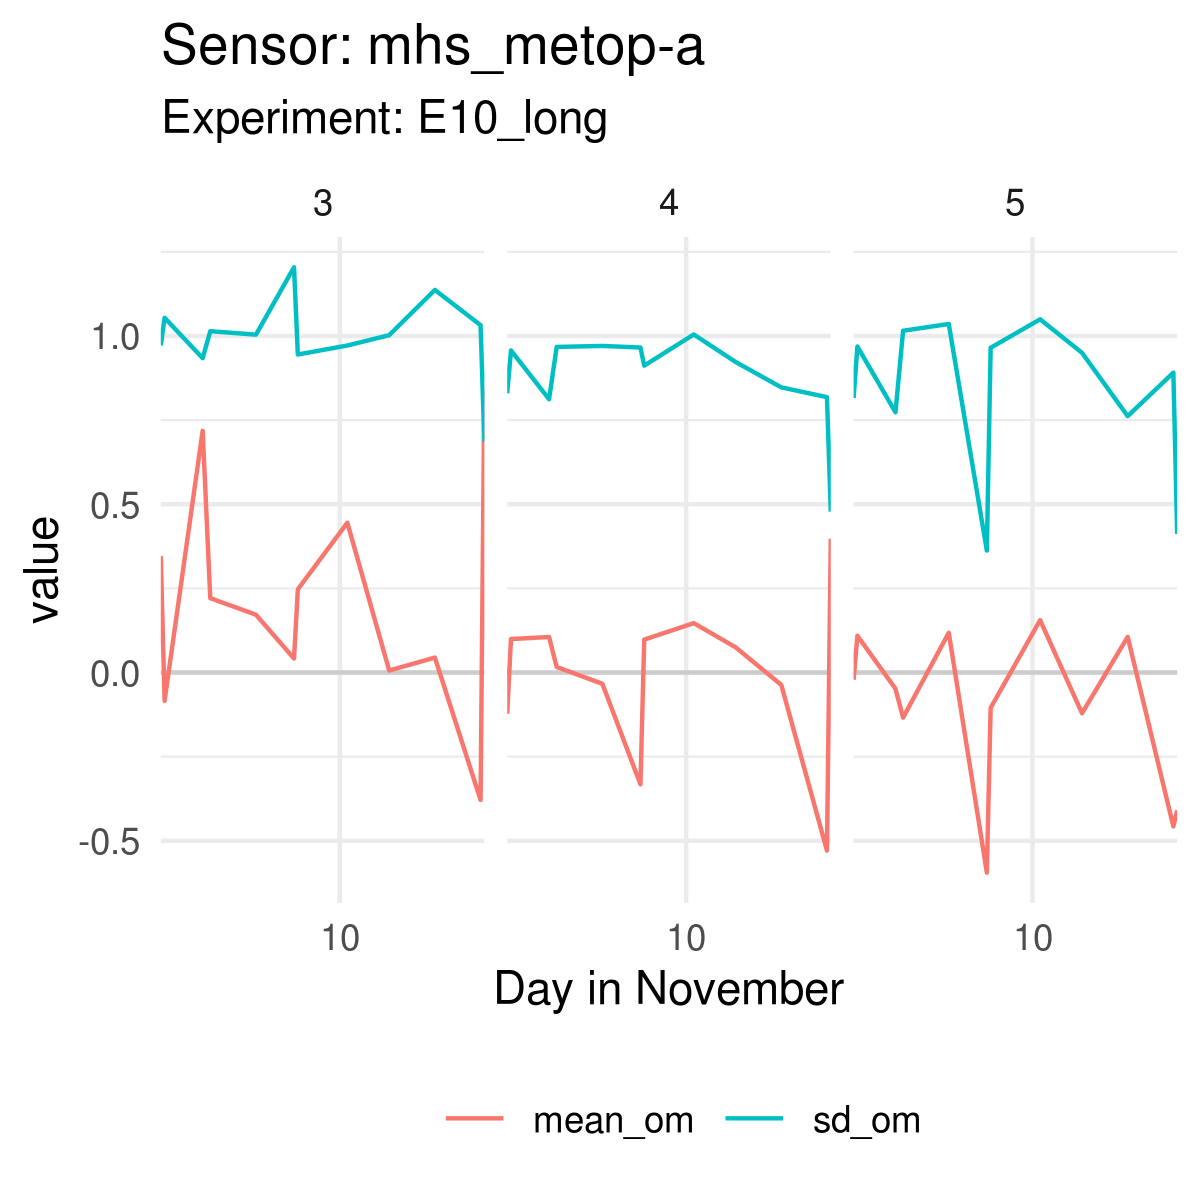 Sensor: mhs_metop-a
Experiment: E10_long
3 4 5
1.0
0.5
0.0
-0.5
value
10 10 10
Day in November
mean_om sd_om